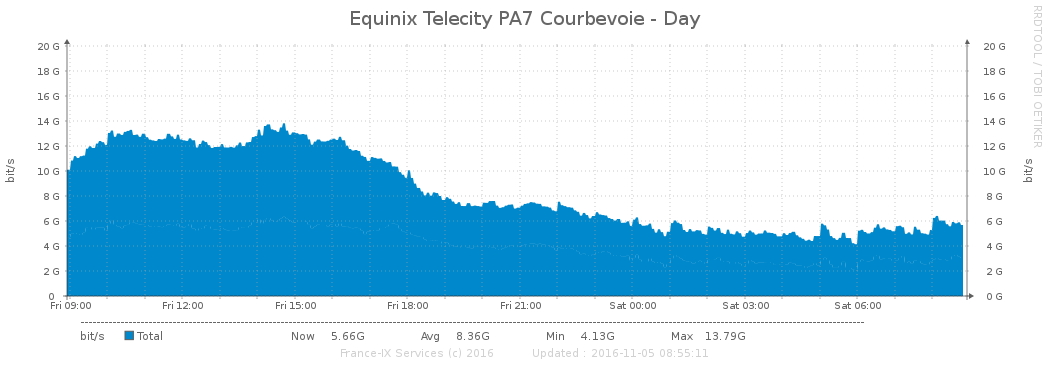 Equinix Telecity PA7 Courbevoie - Day
RRDTOOL / TOBI OETIKER
20 G 20 G
18 G 18 G
16 G 16 G
14 G 14 G
12 G 12 G
10 G 10 G
8 G 8 G
6 G 6 G
4 G 4 G
2 G 2 G
0 0 G
bit/s bit/s
Fri 09:00 Fri 12:00 Fri 15:00 Fri 18:00 Fri 21:00 Sat 00:00 Sat 03:00 Sat 06:00
bit/s Total Now 5.66G Avg 8.36G Min 4.13G Max 13.79G
France-IX Services (c) 2016 Updated : 2016-11-05 08:55:11